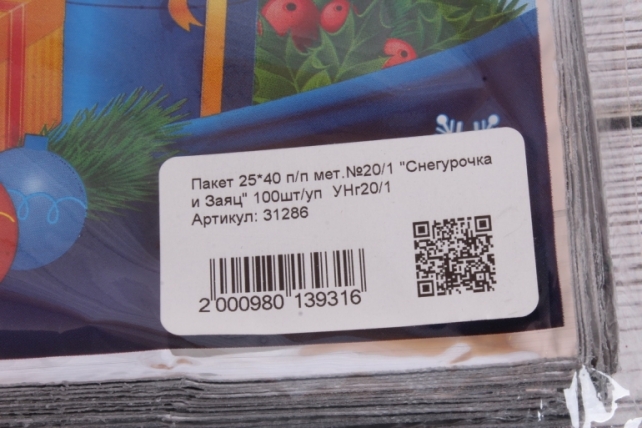 Пакет 25*40 п/п мет.№20/1 "Снегурочка
и Заяц" 100шт/уп УНг20/1
Артикул: 31286
2 000980 139316